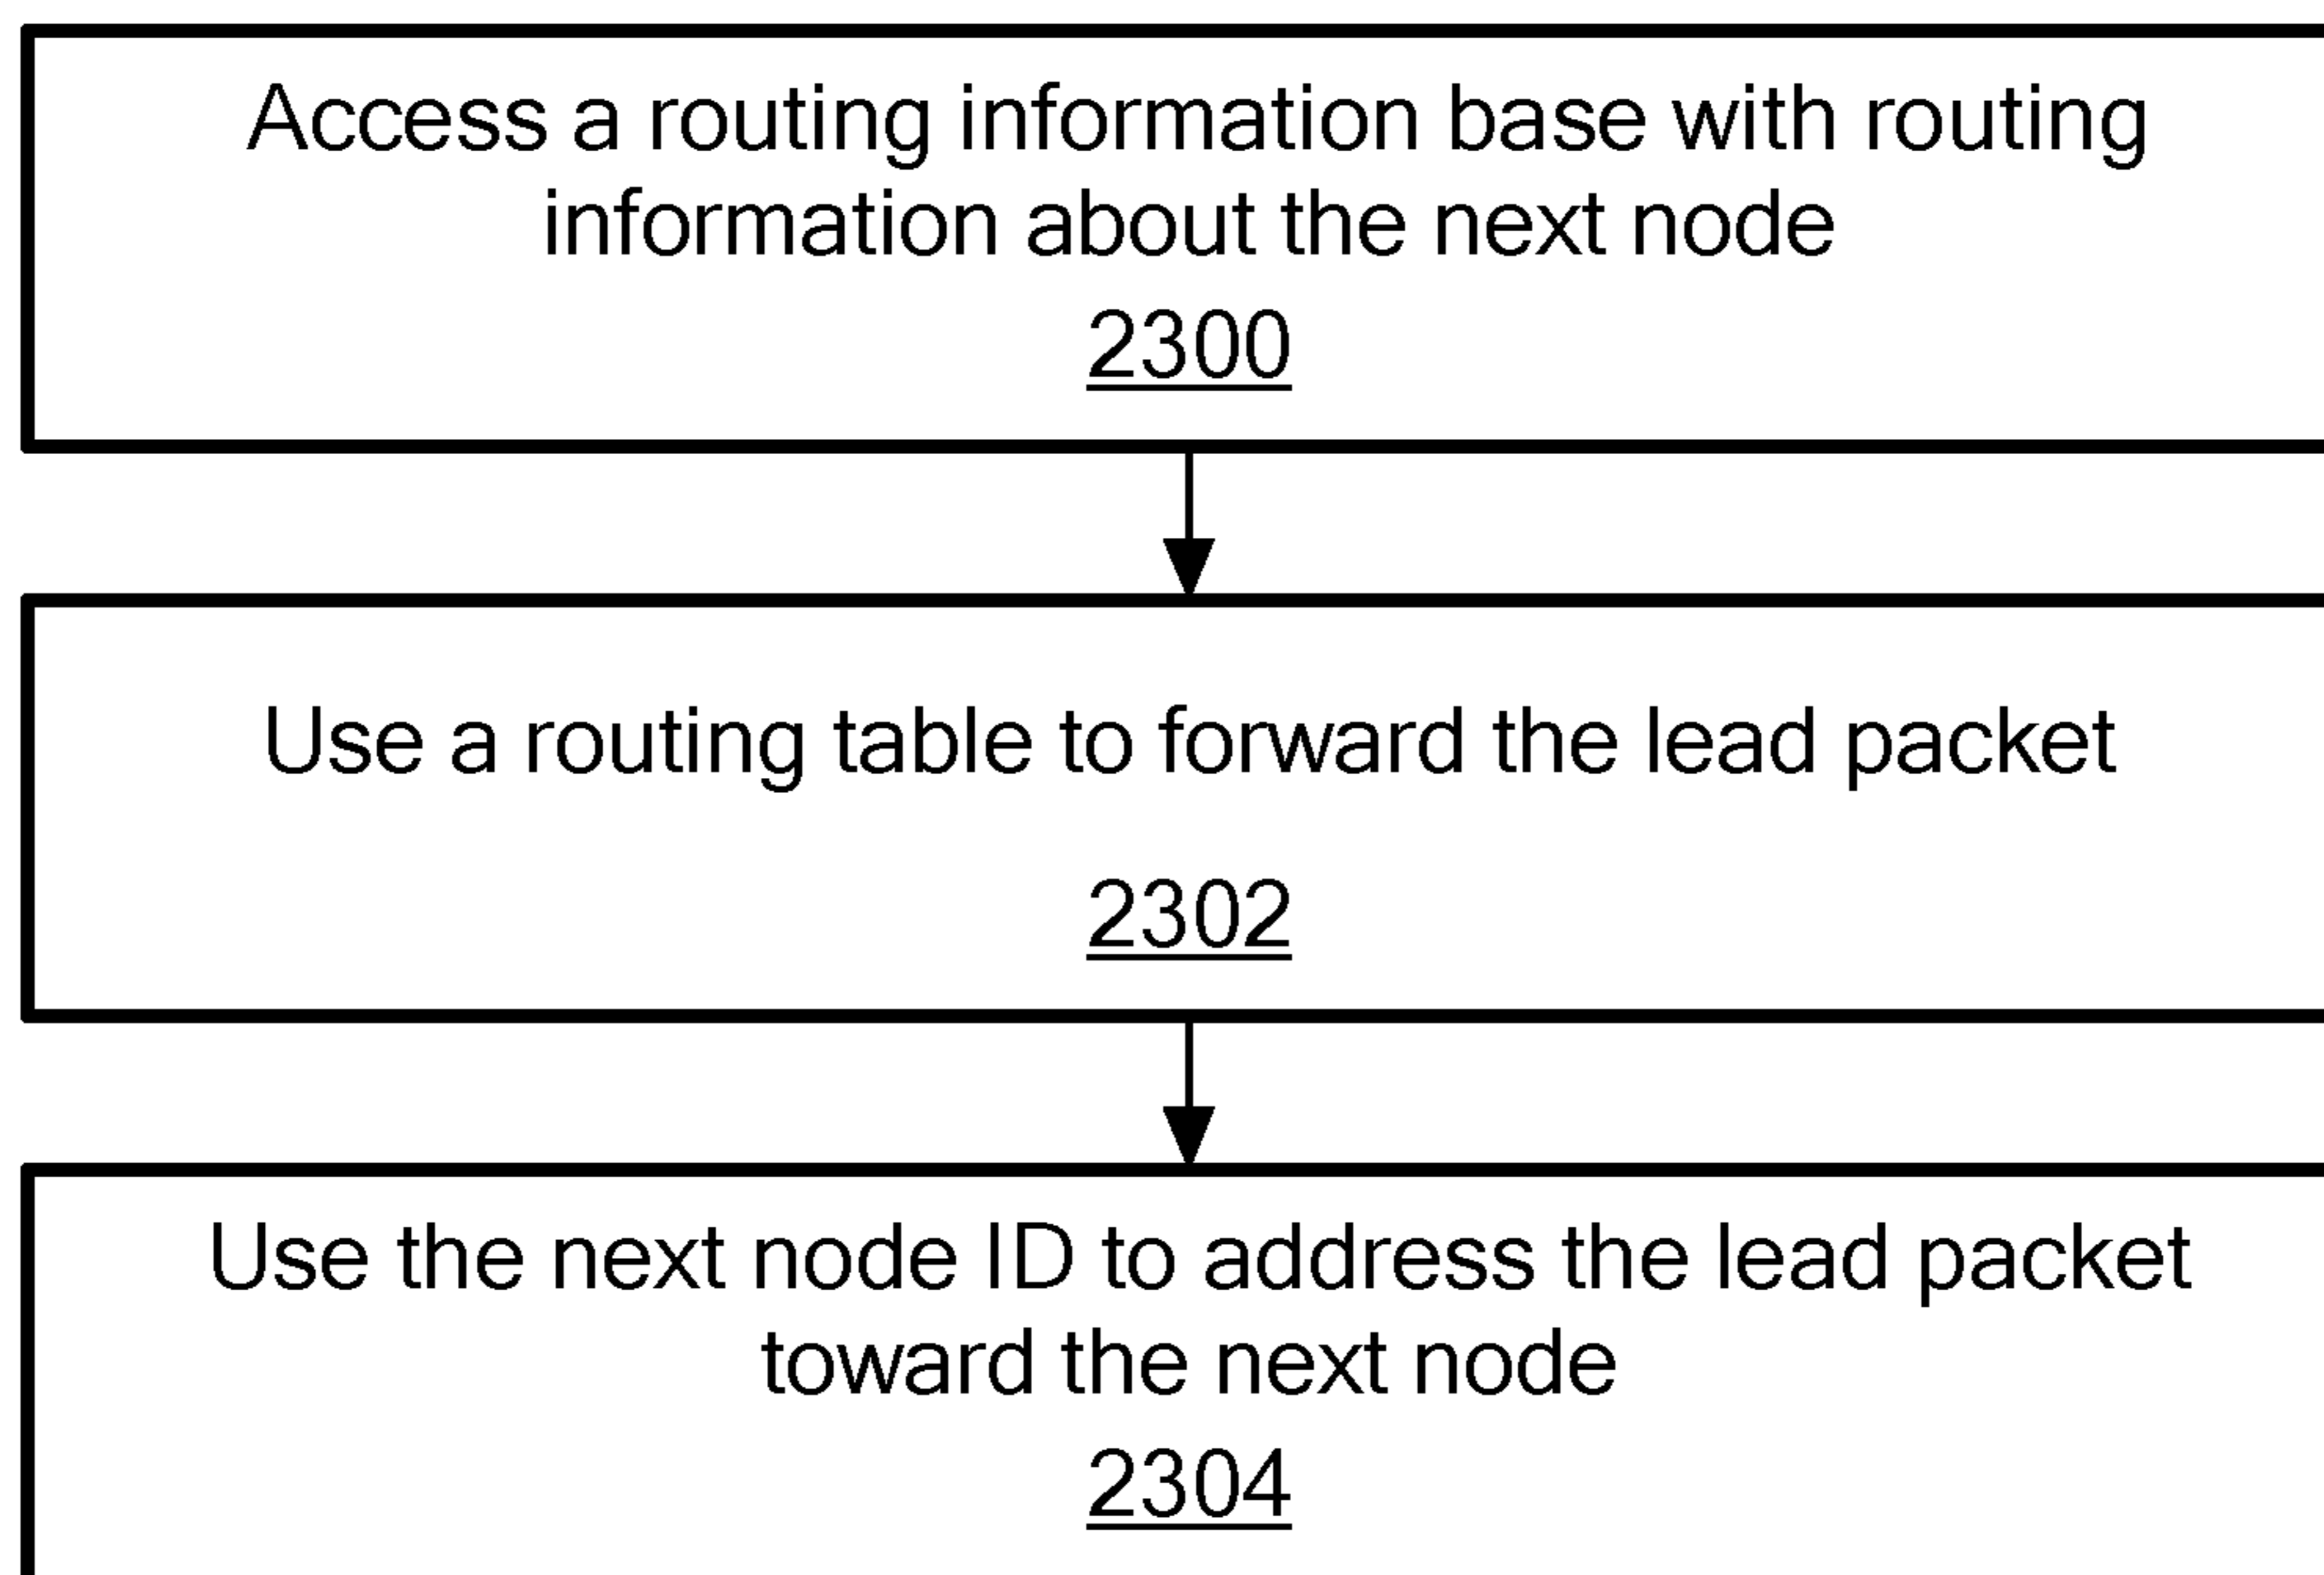 Access a routing information base with routing
information about the next node
2300
Use a routing table to forward the lead packet
2302
Use the next node ID to address the lead packet
toward the next node
2304